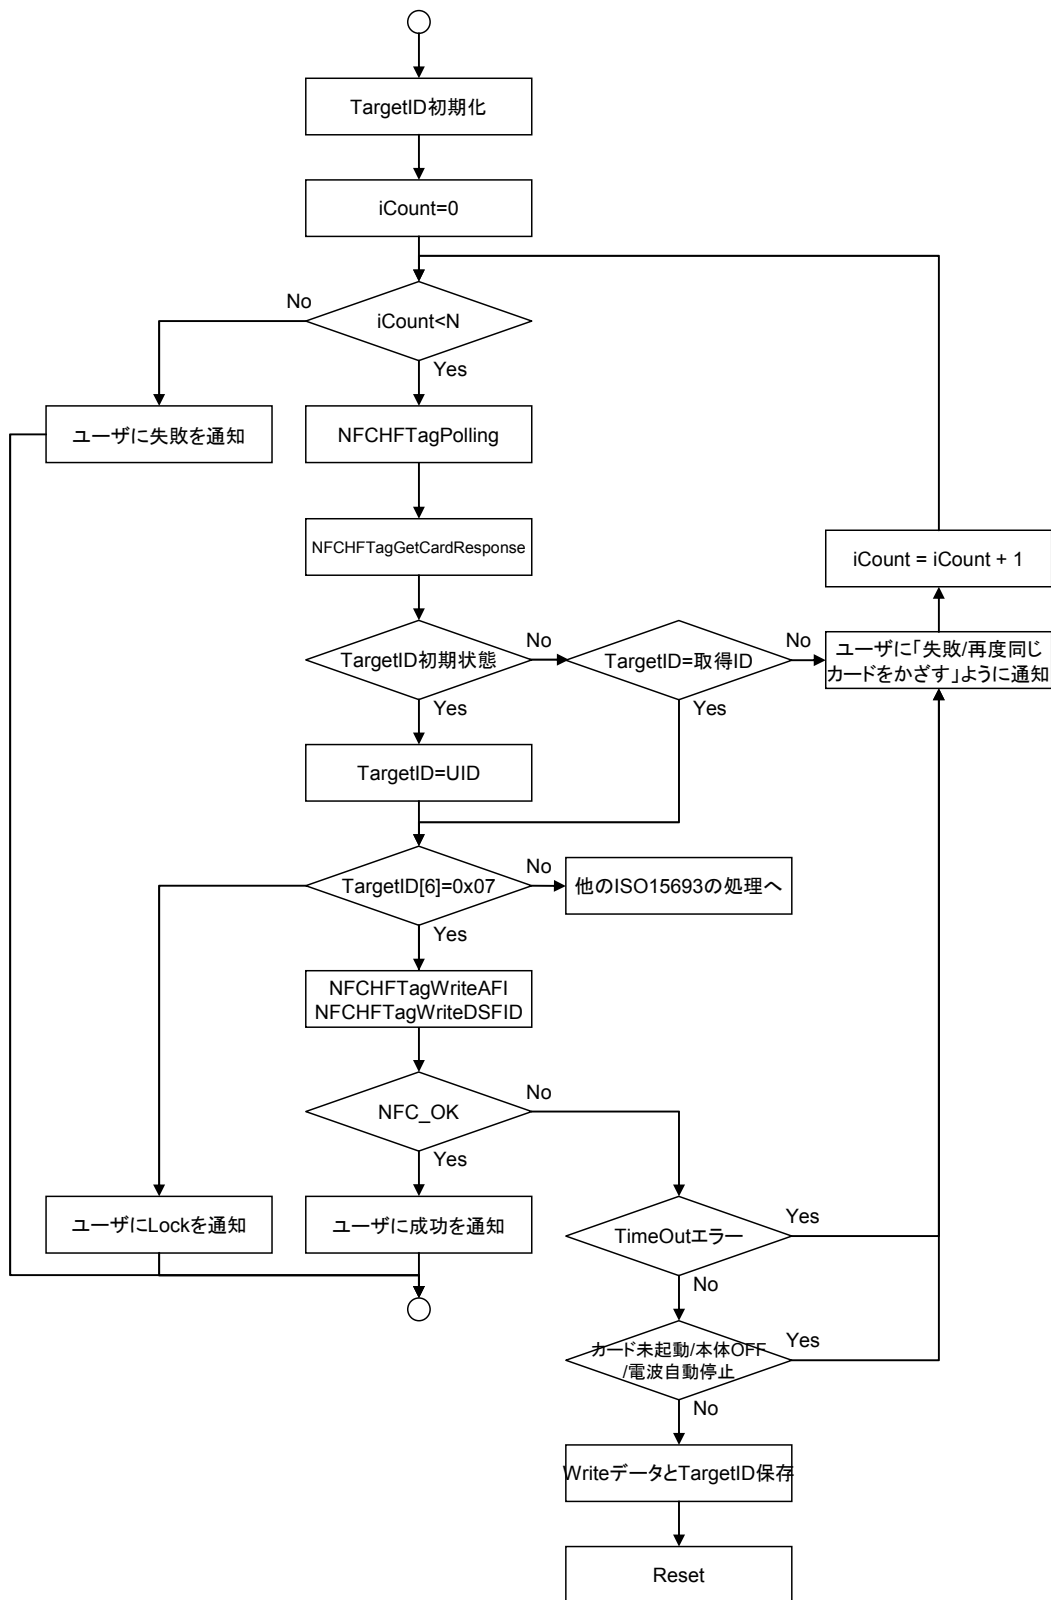 TargetID初期化
iCount=0
No
iCount<N
Yes
ユーザに失敗を通知
NFCHFTagPolling
NFCHFTagGetCardResponse
iCount = iCount + 1
TargetID初期状態
No
TargetID=取得ID
No
ユーザに「失敗/再度同じ
カードをかざす」ように通知
Yes
Yes
TargetID=UID
TargetID[6]=0x07
No
他のISO15693の処理へ
Yes
NFCHFTagWriteAFI
NFCHFTagWriteDSFID
NFC_OK
No
Yes
ユーザにLockを通知
ユーザに成功を通知
TimeOutエラー
Yes
No
カード未起動/本体OFF
/電波自動停止
Yes
No
WriteデータとTargetID保存
Reset